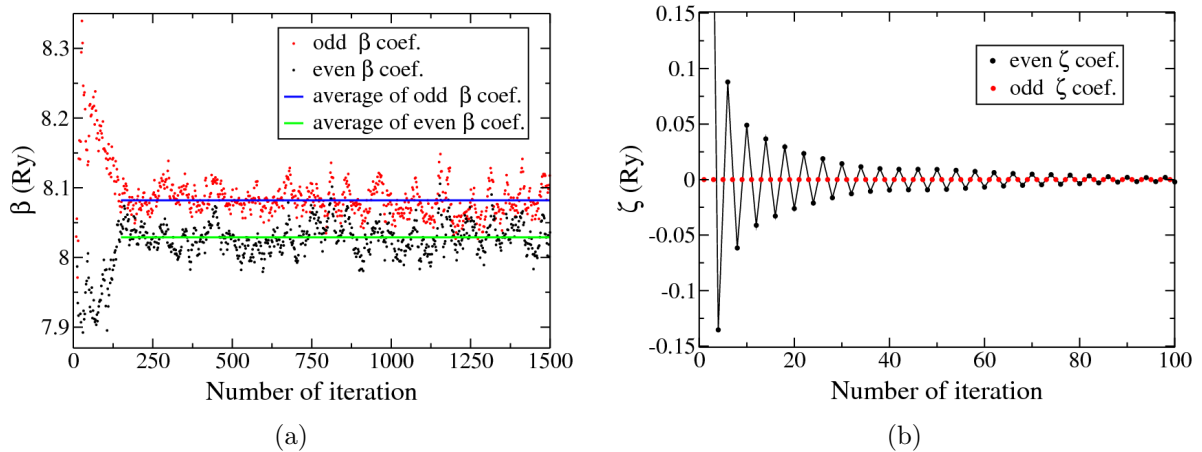 8.3
8.2
8.1
8
7.9
β (Ry)
odd β coef.
even β coef.
average of odd β coef.
average of even β coef.
0 250 500 750 1000 1250 1500
Number of iteration
(a)
0.15
0.1
0.05
0
-0.05
-0.1
-0.15
ζ (Ry)
even ζ coef.
odd ζ coef.
0 20 40 60 80 100
Number of iteration
(b)